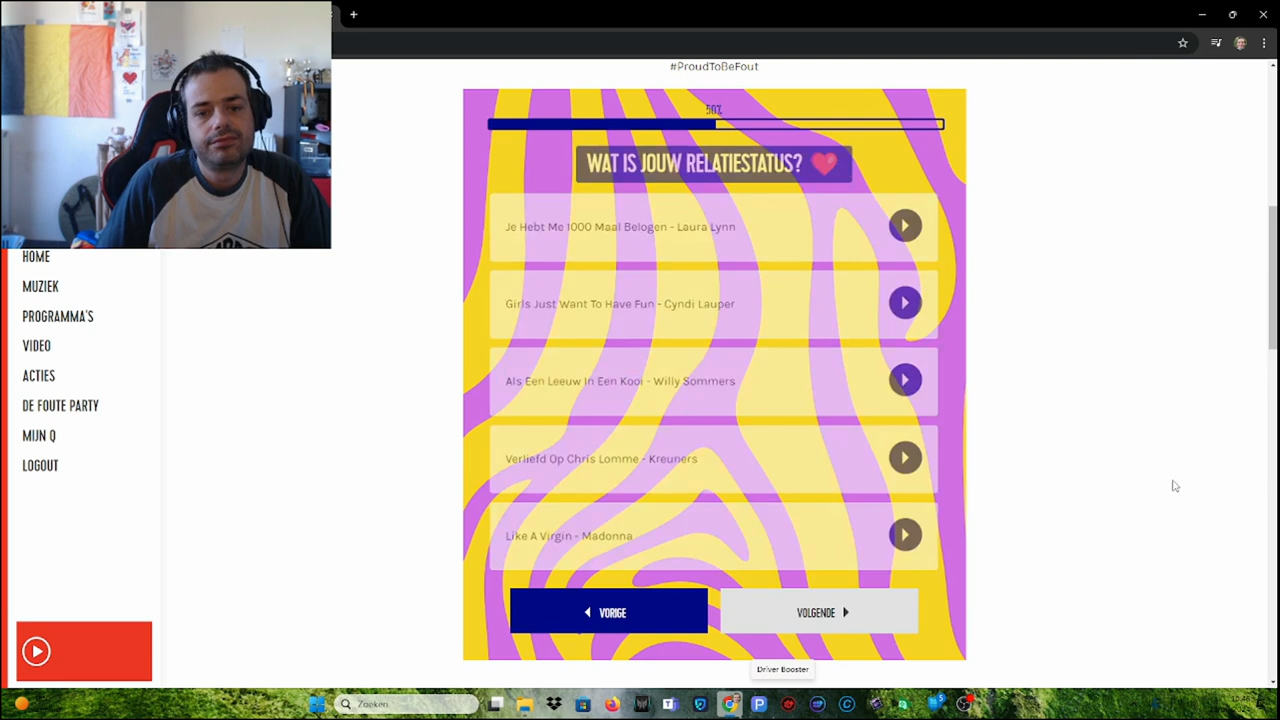 #ProudToBeFout
50%
WAT IS JOUW RELATIESTATUS?
Je Hebt Me 1000 Maal Belogen - Laura Lynn
Girls Just Want To Have Fun - Cyndi Lauper
Als Een Leeuw In Een Kooi - Willy Sommers
Verliefd Op Chris Lomme - Kreuners
Like A Virgin - Madonna
VORIGE
VOLGENDE
HOME
MUZIEK
PROGRAMMA'S
VIDEO
ACTIES
DE FOUTE PARTY
MIJN Q
LOGOUT
Driver Booster
Zoeken